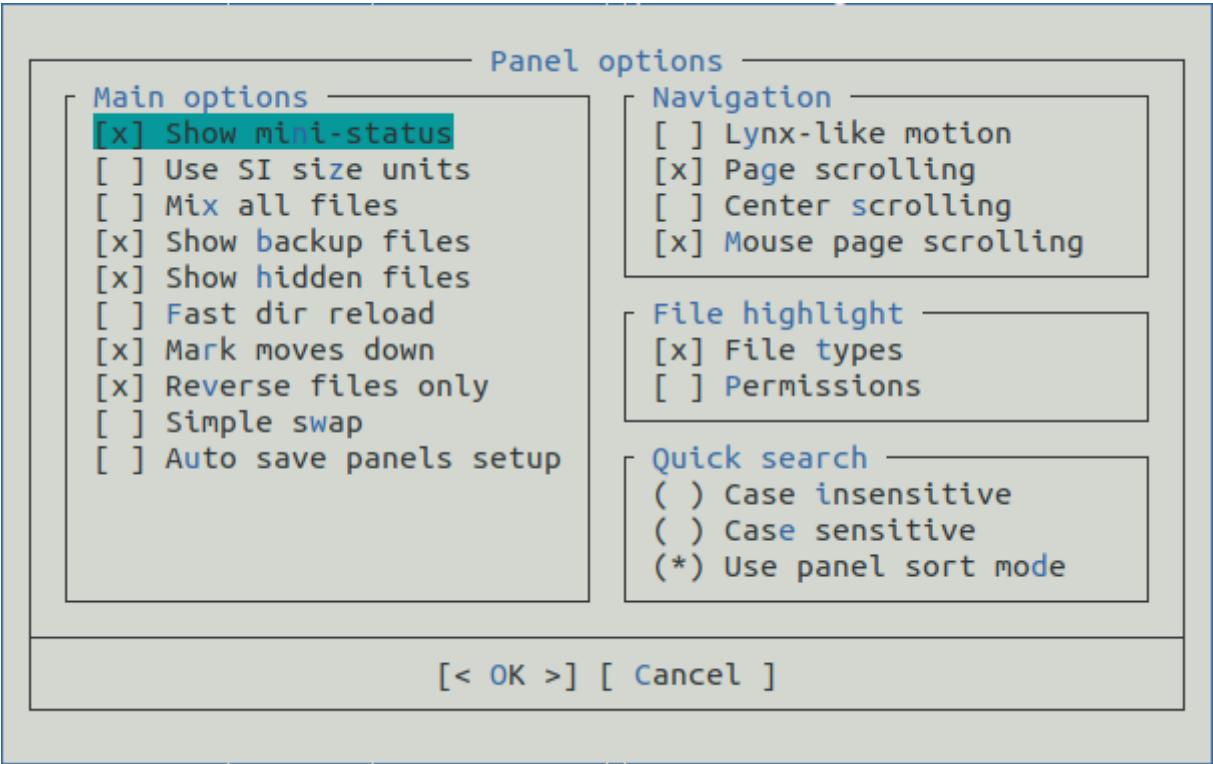 Panel options
Main options
[x] Show mini-status
[ ] Use SI size units
[ ] Mix all files
[x] Show backup files
[x] Show hidden files
[ ] Fast dir reload
[x] Mark moves down
[x] Reverse files only
[ ] Simple swap
[ ] Auto save panels setup
Navigation
[ ] Lynx-like motion
[x] Page scrolling
[ ] Center scrolling
[x] Mouse page scrolling
File highlight
[x] File types
[ ] Permissions
Quick search
( ) Case insensitive
( ) Case sensitive
(*) Use panel sort mode
[< OK >] [ Cancel ]